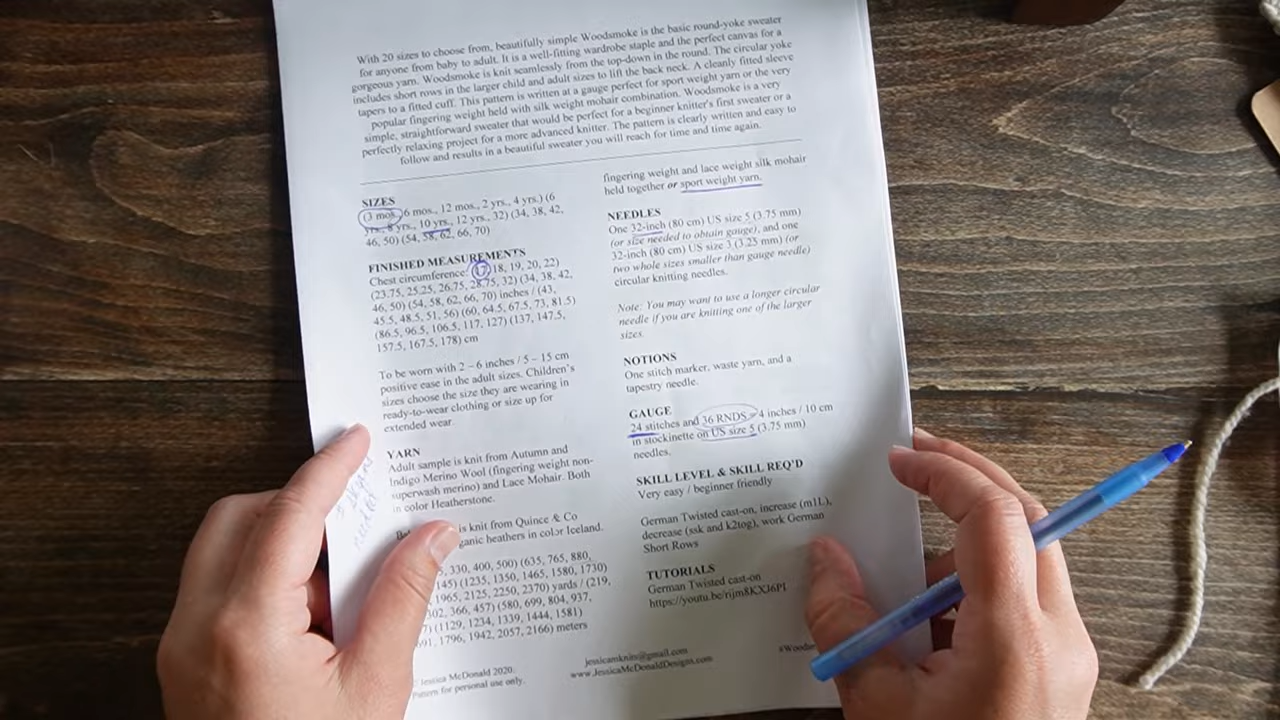 With 20 sizes to choose from, beautifully simple Woodsmoke is the basic round-yoke sweater
for anyone from baby to adult. It is a well-fitting wardrobe staple and the perfect canvas for a
gorgeous yarn. Woodsmoke is knit seamlessly from the top-down in the round. The circular yoke
includes short rows in the larger child and adult sizes to lift the back neck. A cleanly fitted sleeve
tapers to a fitted cuff. This pattern is written at a gauge perfect for sport weight yarn or the very
popular fingering weight held with silk weight mohair combination. Woodsmoke is a very
simple, straightforward sweater that would be perfect for a beginner knitter's first sweater or a
perfectly relaxing project for a more advanced knitter. The pattern is clearly written and easy to
follow and results in a beautiful sweater you will reach for time and time again.
SIZES
(3 mos., 6 mos., 12 mos., 2 yrs., 4 yrs.) (6
yrs., 8 yrs., 10 yrs., 12 yrs., 32) (34, 38, 42,
46, 50) (54, 58, 62, 66, 70)
FINISHED MEASUREMENTS
Chest circumference: (17, 18, 19, 20, 22)
(23.75, 25.25, 26.75, 28.75, 32) (34, 38, 42,
46, 50) (54, 58, 62, 66, 70) inches / (43,
45.5, 48.5, 51, 56) (60, 64.5, 67.5, 73, 81.5)
(86.5, 96.5, 106.5, 117, 127) (137, 147.5,
157.5, 167.5, 178) cm
To be worn with 2 – 6 inches / 5 – 15 cm
positive ease in the adult sizes. Children's
sizes choose the size they are wearing in
ready-to-wear clothing or size up for
extended wear.
YARN
Adult sample is knit from Autumn and
Indigo Merino Wool (fingering weight non-
superwash merino) and Lace Mohair. Both
in color Heatherstone.
is knit from Quince & Co
ganic heathers in color Iceland.
, 330, 400, 500) (635, 765, 880,
45) (1235, 1350, 1465, 1580, 1730)
1965, 2125, 2250, 2370) yards / (219,
302, 366, 457) (580, 699, 804, 937,
7) (1129, 1234, 1339, 1444, 1581)
91, 1796, 1942, 2057, 2166) meters
needed
fingering weight and lace weight silk mohair
held together or sport weight yarn.
NEEDLES
One 32-inch (80 cm) US size 5 (3.75 mm)
(or size needed to obtain gauge), and one
32-inch (80 cm) US size 3 (3.25 mm) (or
two whole sizes smaller than gauge needle)
circular knitting needles.
Note: You may want to use a longer circular
needle if you are knitting one of the larger
sizes.
NOTIONS
One stitch marker, waste yarn, and a
tapestry needle.
GAUGE
24 stitches and 36 RNDS = 4 inches / 10 cm
in stockinette on US size 5 (3.75 mm)
needles.
SKILL LEVEL & SKILL REQ'D
Very easy / beginner friendly
German Twisted cast-on, increase (m1L),
decrease (ssk and k2tog), work German
Short Rows
TUTORIALS
German Twisted cast-on
https://youtu.be/rijm8KXJ6PI
© Jessica McDonald 2020.
Pattern for personal use only.
jessicamknits@gmail.com
www.JessicaMcDonaldDesigns.com
#Woodsm